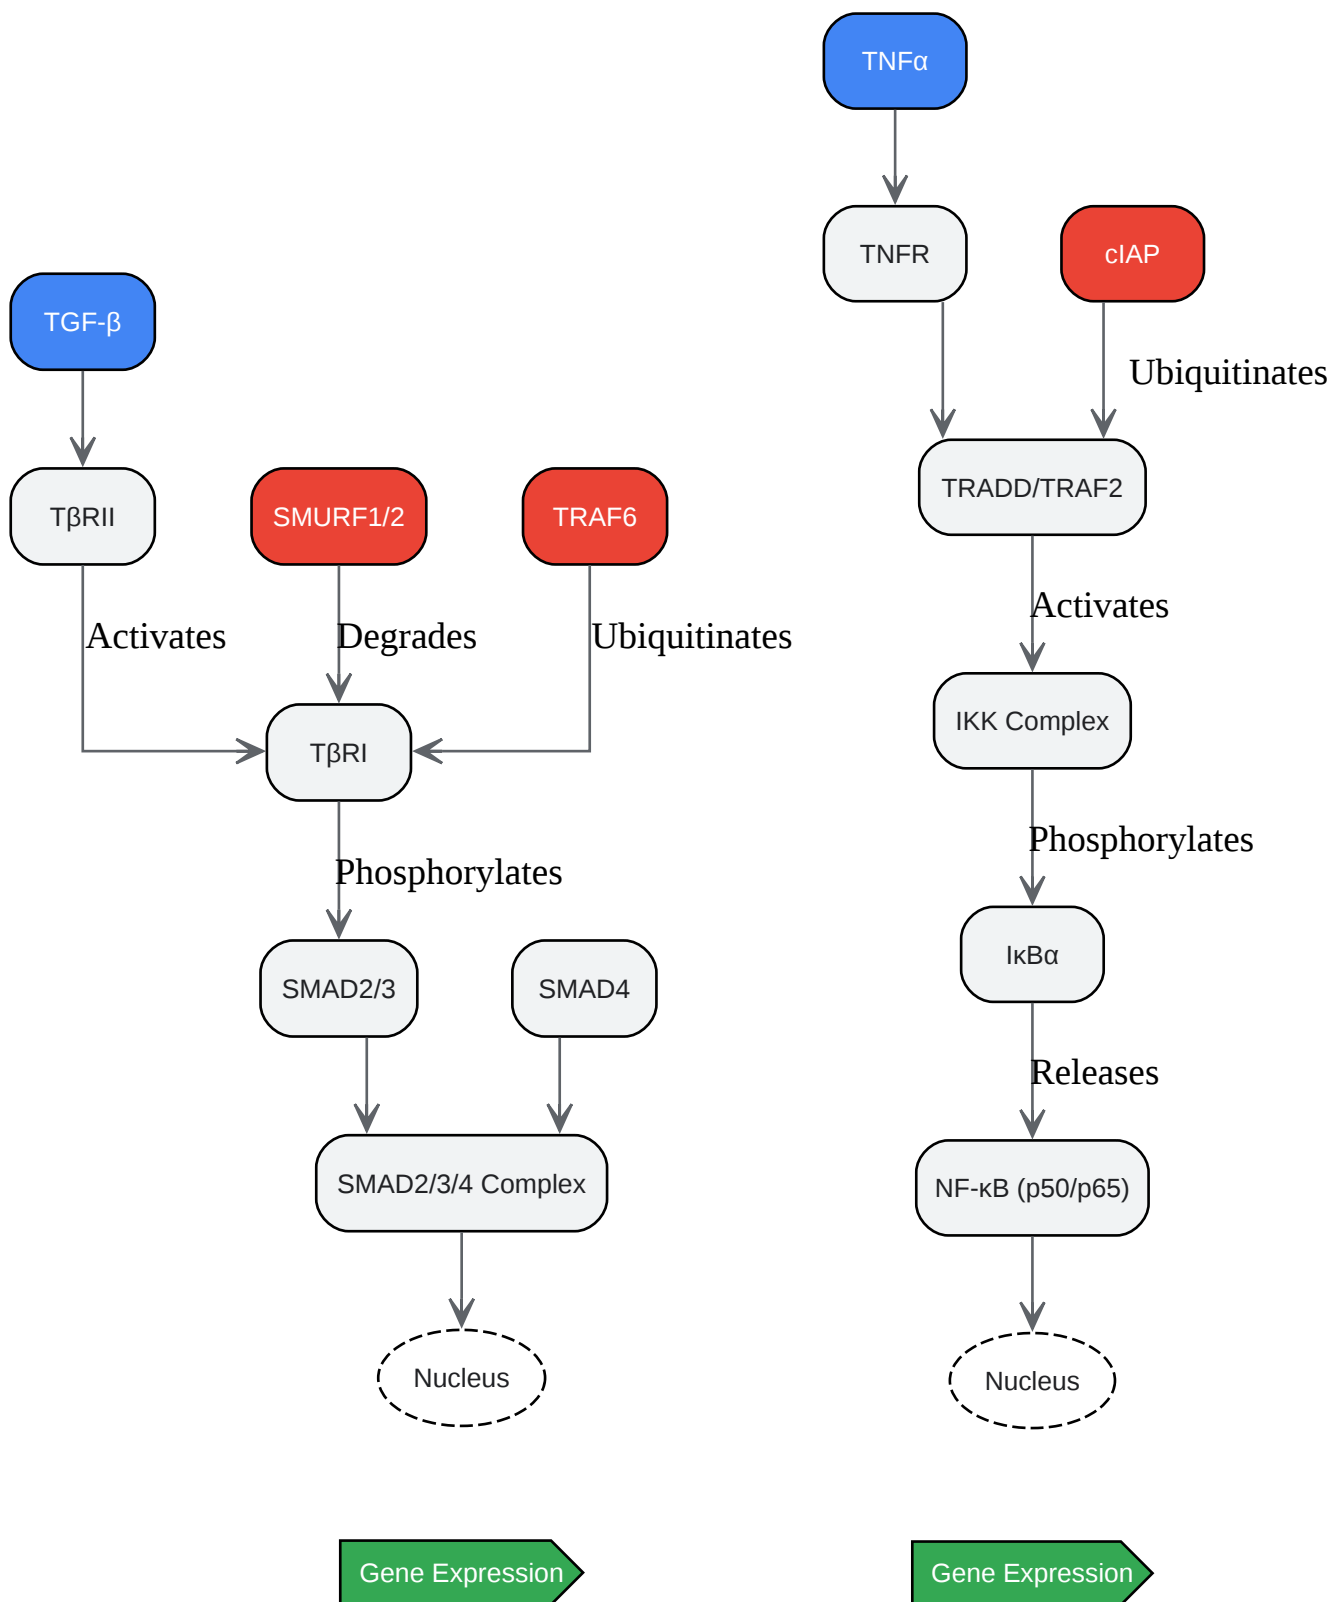 TNFα
TNFR
cIAP
TGF-β
Ubiquitinates
TβRII
SMURF1/2
TRAF6
TRADD/TRAF2
Activates
Degrades
Ubiquitinates
Activates
TβRI
IKK Complex
Phosphorylates
Phosphorylates
SMAD2/3
SMAD4
IκBα
Releases
SMAD2/3/4 Complex
NF-κB (p50/p65)
Nucleus
Nucleus
Gene Expression
Gene Expression